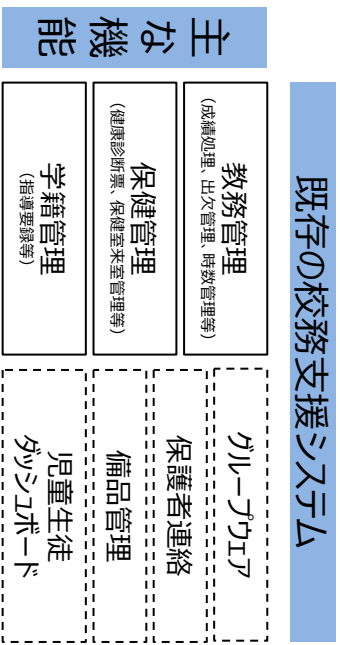 既存の校務支援システム
主な機能
教務管理
（成績処理、出欠管理、時数管理等）
保健管理
（健康診断票、保健室来室管理等）
学籍管理
（指導要録等）
グループウェア
保護者連絡
備品管理
児童生徒
ダッシュボード